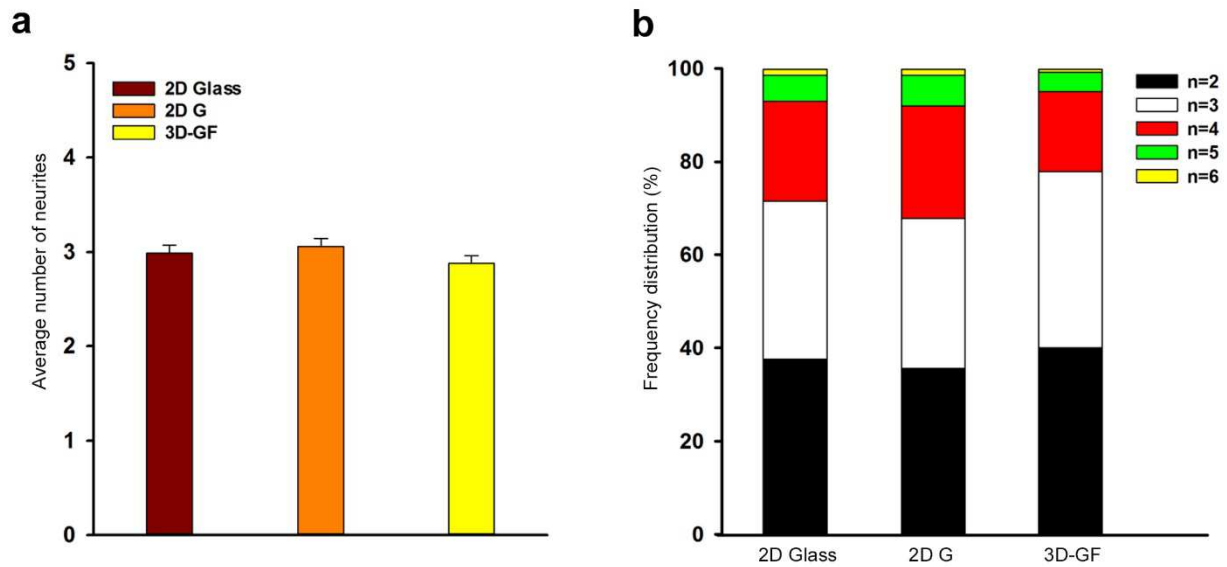 a
Average number of neurites
5
4
3
2
1
0
2D Glass
2D G
3D-GF
b
Frequency distribution (%)
100
80
60
40
20
0
2D Glass
2D G
3D-GF
n=2
n=3
n=4
n=5
n=6